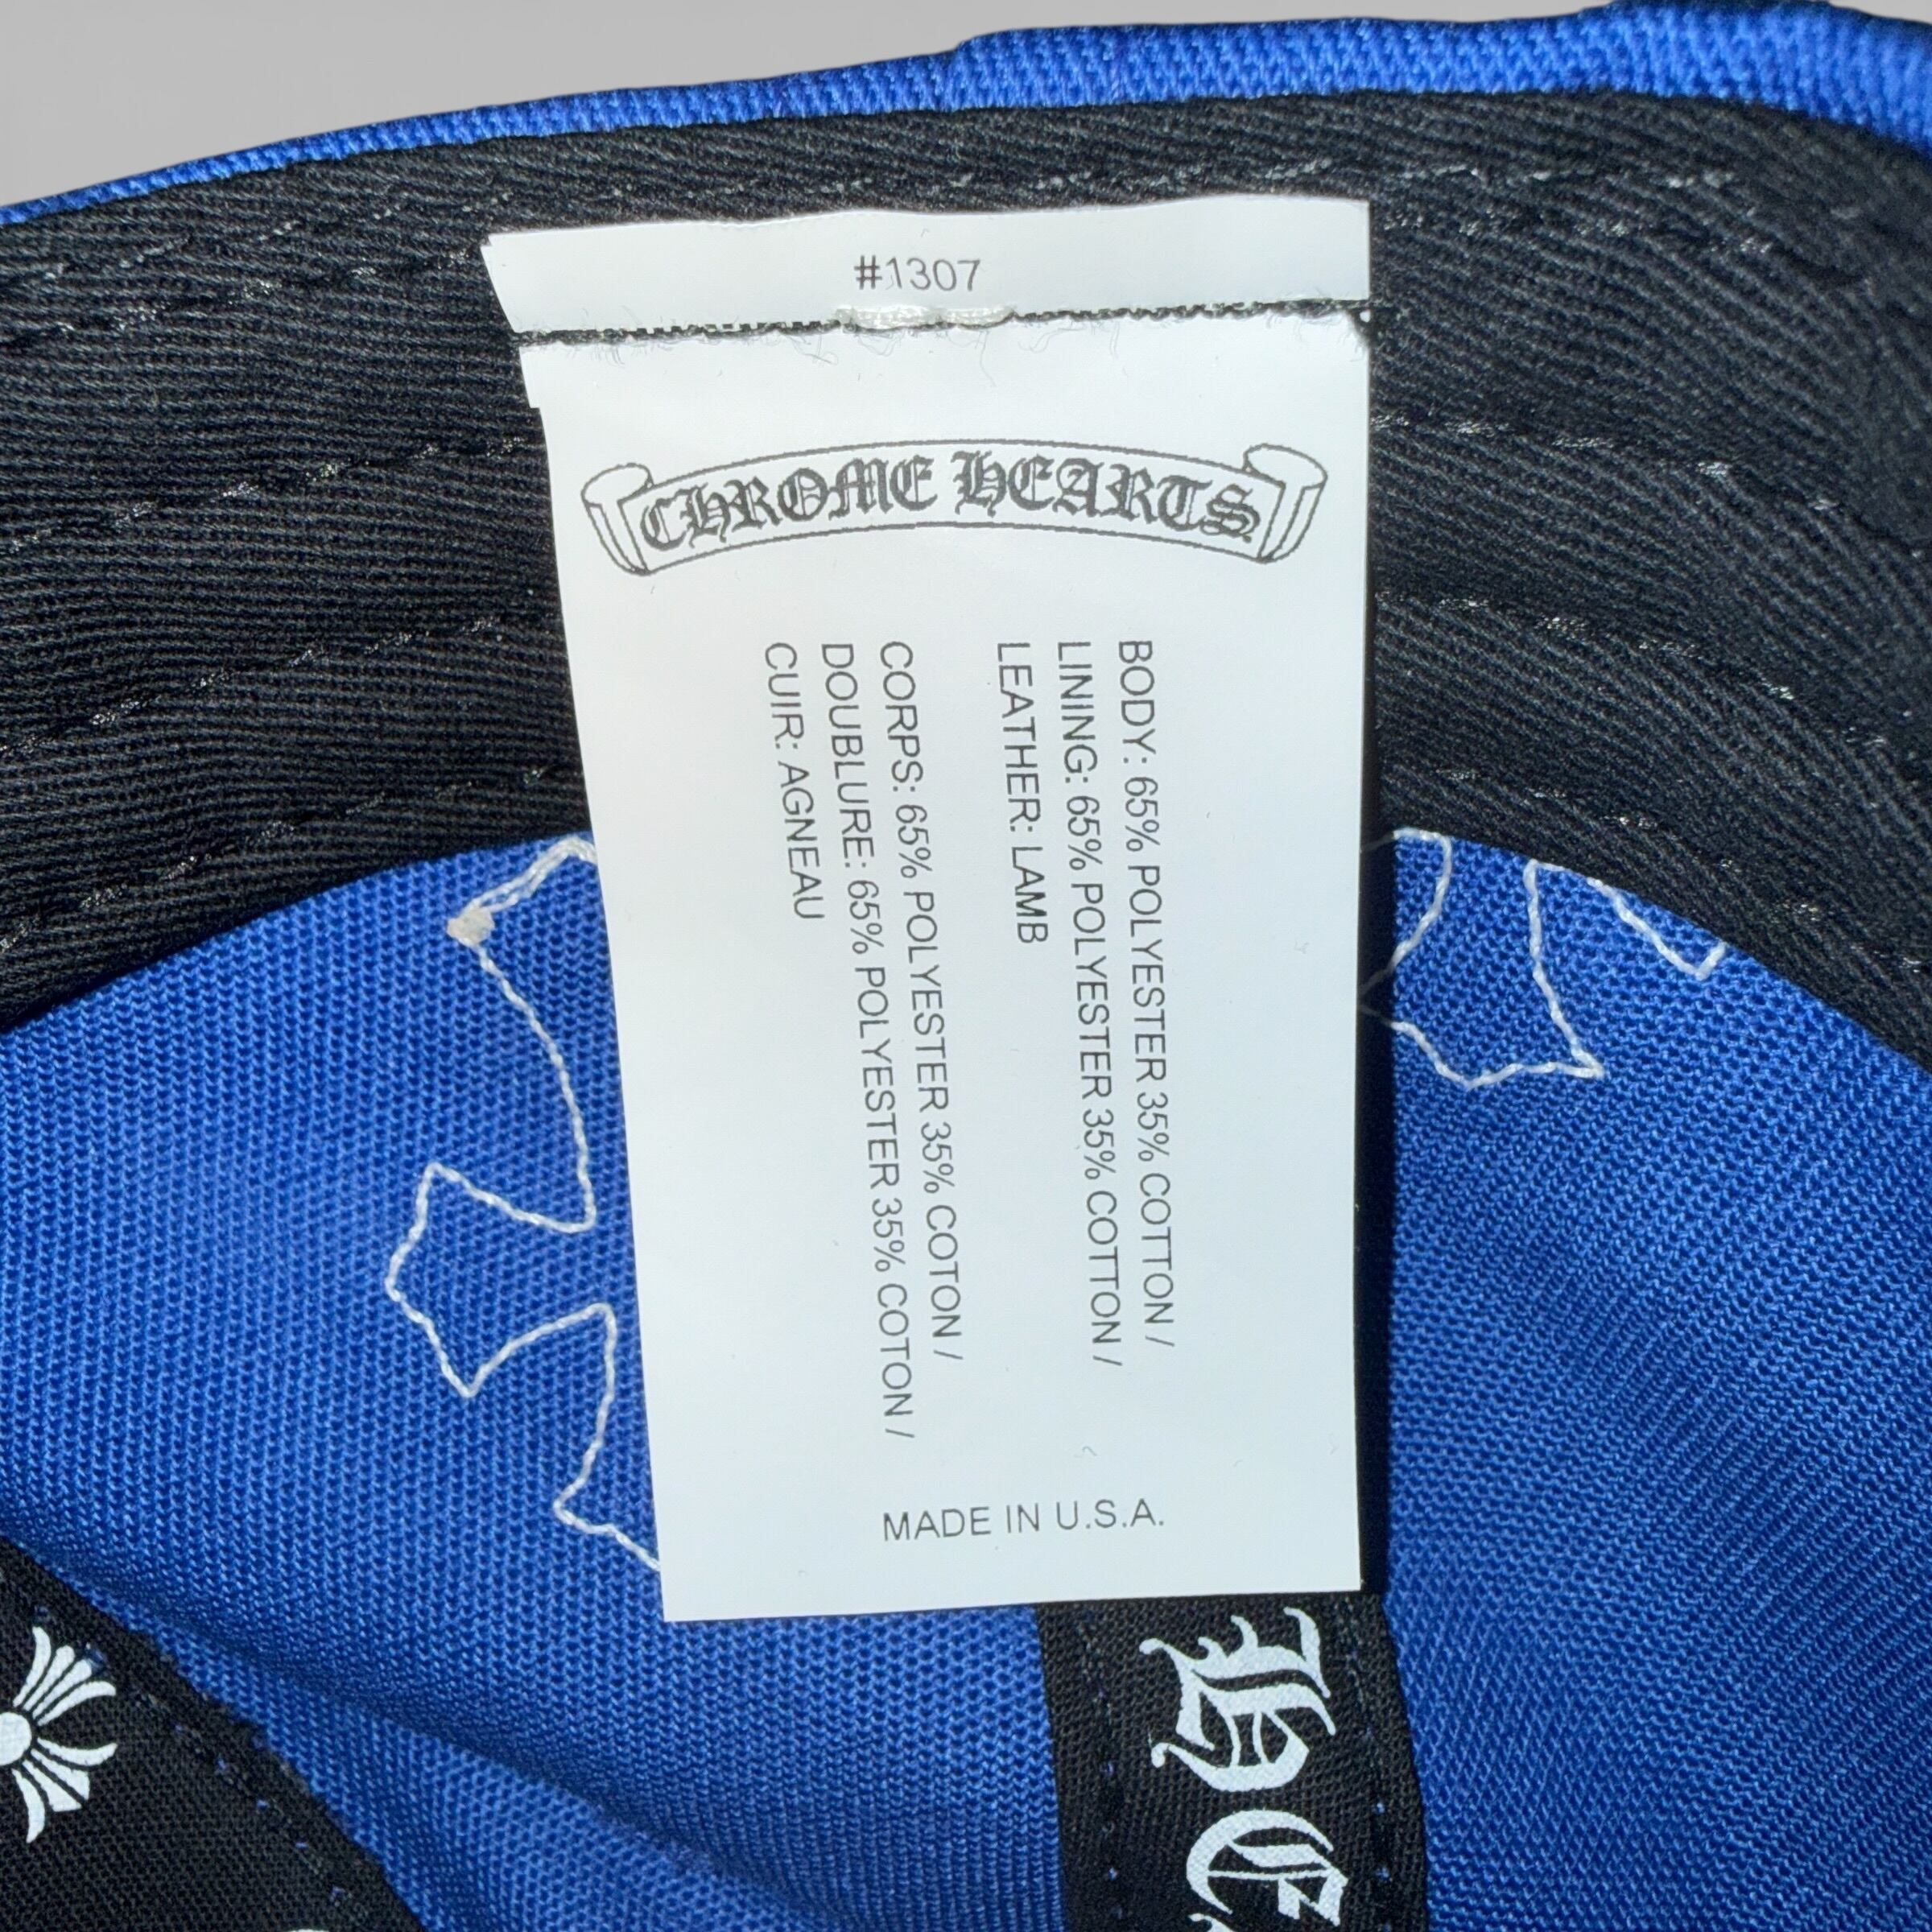 #1307
CHROME HEARTS
BODY: 65% POLYESTER 35% COTTON /
LINING: 65% POLYESTER 35% COTTON /
LEATHER: LAMB
CORPS: 65% POLYESTER 35% COTON /
DOUBLURE: 65% POLYESTER 35% COTON /
CUIR: AGNEAU
MADE IN U.S.A.
HE